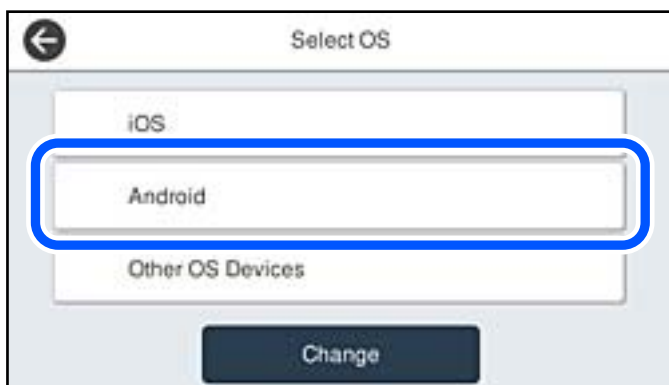 Select OS
iOS
Android
Other OS Devices
Change